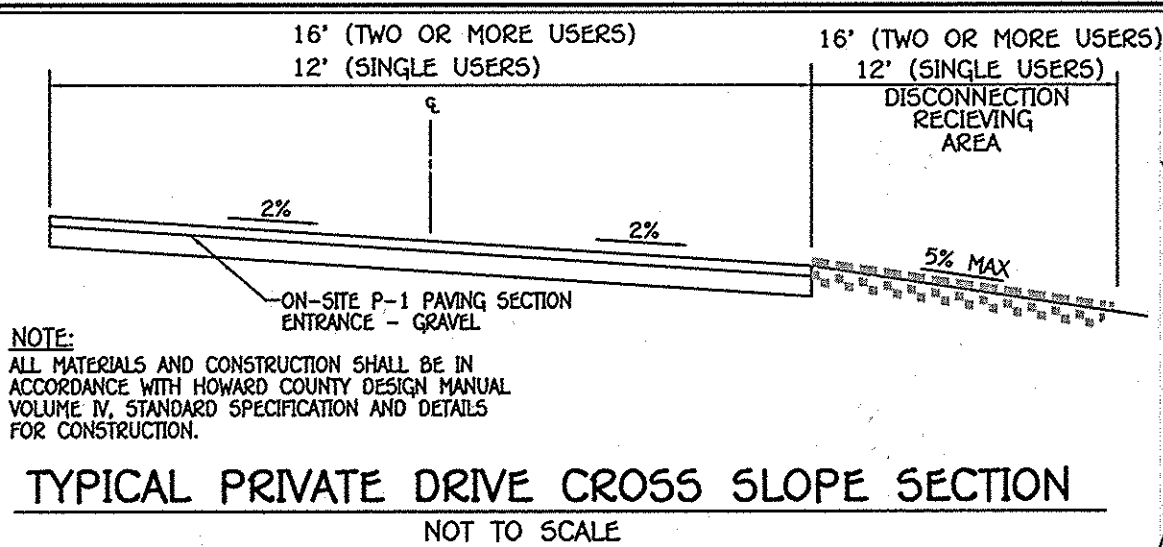 16' (TWO OR MORE USERS)
12' (SINGLE USERS)
16' (TWO OR MORE USERS)
12' (SINGLE USERS)
DISCONNECTION
RECIEVING
AREA
℄
2%
2%
5% MAX
ON-SITE P-1 PAVING SECTION
ENTRANCE - GRAVEL
NOTE:
ALL MATERIALS AND CONSTRUCTION SHALL BE IN
ACCORDANCE WITH HOWARD COUNTY DESIGN MANUAL
VOLUME IV, STANDARD SPECIFICATION AND DETAILS
FOR CONSTRUCTION.
TYPICAL PRIVATE DRIVE CROSS SLOPE SECTION
NOT TO SCALE